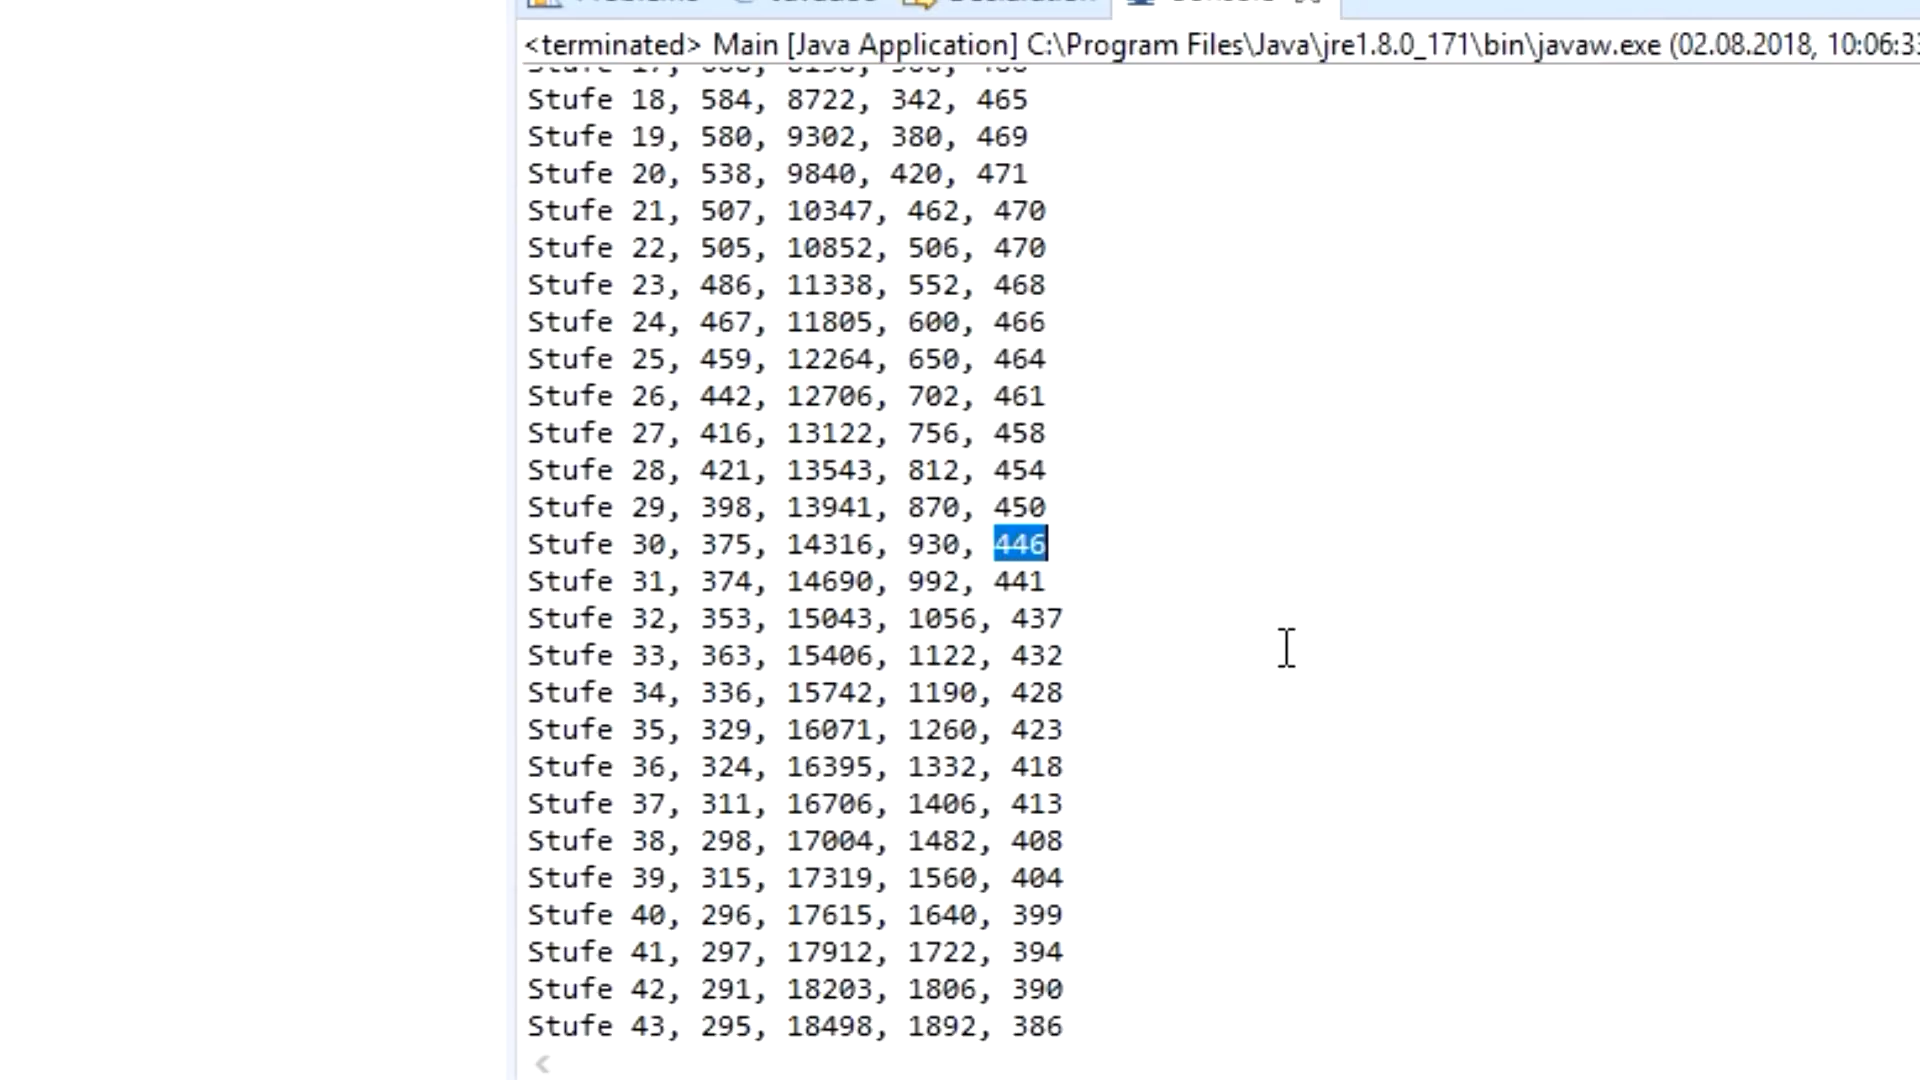 Declaration
Console
<terminated> Main [Java Application] C:\Program Files\Java\jre1.8.0_171\bin\javaw.exe (02.08.2018, 10:06:3
Stufe 18, 584, 8722, 342, 465
Stufe 19, 580, 9302, 380, 469
Stufe 20, 538, 9840, 420, 471
Stufe 21, 507, 10347, 462, 470
Stufe 22, 505, 10852, 506, 470
Stufe 23, 486, 11338, 552, 468
Stufe 24, 467, 11805, 600, 466
Stufe 25, 459, 12264, 650, 464
Stufe 26, 442, 12706, 702, 461
Stufe 27, 416, 13122, 756, 458
Stufe 28, 421, 13543, 812, 454
Stufe 29, 398, 13941, 870, 450
Stufe 30, 375, 14316, 930, 446
Stufe 31, 374, 14690, 992, 441
Stufe 32, 353, 15043, 1056, 437
Stufe 33, 363, 15406, 1122, 432
Stufe 34, 336, 15742, 1190, 428
Stufe 35, 329, 16071, 1260, 423
Stufe 36, 324, 16395, 1332, 418
Stufe 37, 311, 16706, 1406, 413
Stufe 38, 298, 17004, 1482, 408
Stufe 39, 315, 17319, 1560, 404
Stufe 40, 296, 17615, 1640, 399
Stufe 41, 297, 17912, 1722, 394
Stufe 42, 291, 18203, 1806, 390
Stufe 43, 295, 18498, 1892, 386